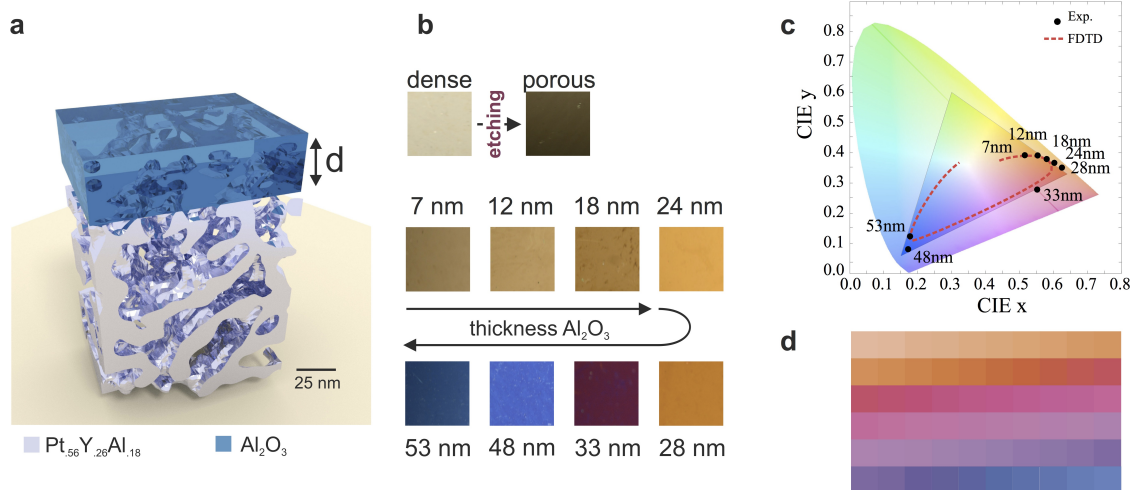 a
d
25 nm
Pt.56Y.26Al.18
Al2O3
b
dense
porous
etching
7 nm
12 nm
18 nm
24 nm
thickness Al2O3
53 nm
48 nm
33 nm
28 nm
c
Exp.
FDTD
CIE y
0.9
0.8
0.7
0.6
0.5
0.4
0.3
0.2
0.1
0.0
7nm
12nm
18nm
24nm
28nm
33nm
53nm
48nm
0.0 0.1 0.2 0.3 0.4 0.5 0.6 0.7 0.8
CIE x
d